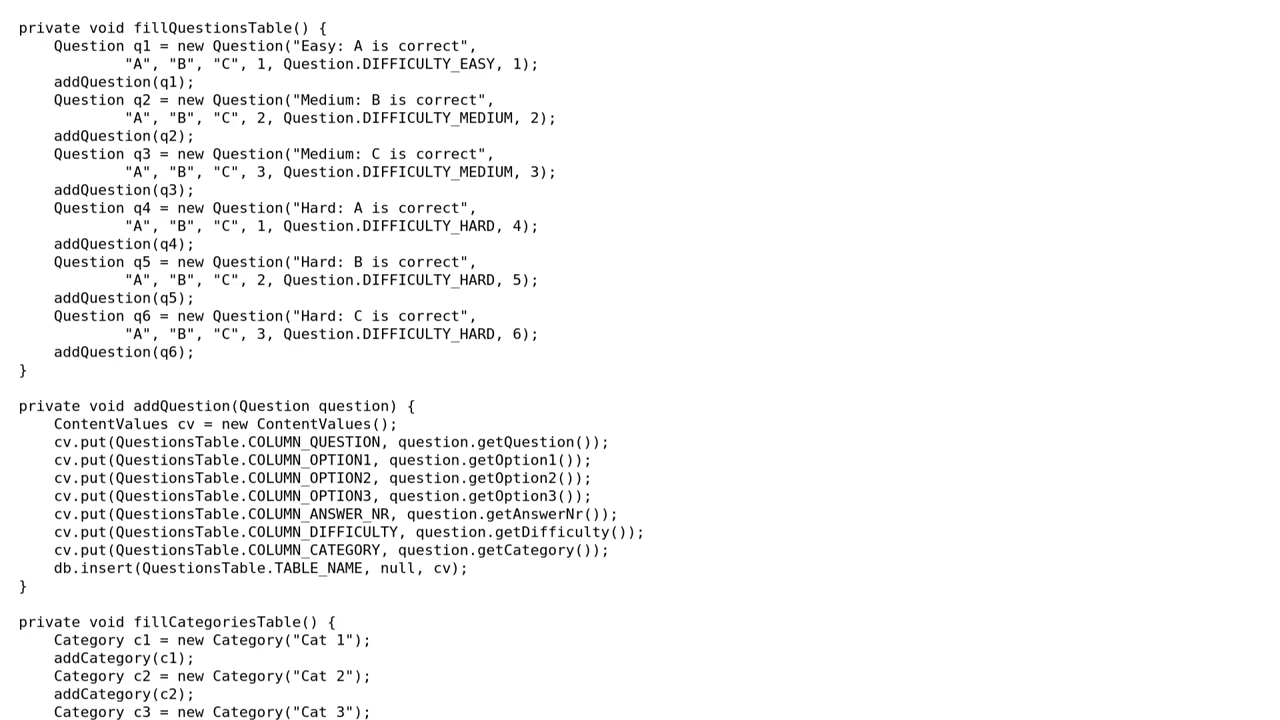 private void fillQuestionsTable() {
    Question q1 = new Question("Easy: A is correct",
            "A", "B", "C", 1, Question.DIFFICULTY_EASY, 1);
    addQuestion(q1);
    Question q2 = new Question("Medium: B is correct",
            "A", "B", "C", 2, Question.DIFFICULTY_MEDIUM, 2);
    addQuestion(q2);
    Question q3 = new Question("Medium: C is correct",
            "A", "B", "C", 3, Question.DIFFICULTY_MEDIUM, 3);
    addQuestion(q3);
    Question q4 = new Question("Hard: A is correct",
            "A", "B", "C", 1, Question.DIFFICULTY_HARD, 4);
    addQuestion(q4);
    Question q5 = new Question("Hard: B is correct",
            "A", "B", "C", 2, Question.DIFFICULTY_HARD, 5);
    addQuestion(q5);
    Question q6 = new Question("Hard: C is correct",
            "A", "B", "C", 3, Question.DIFFICULTY_HARD, 6);
    addQuestion(q6);
}

private void addQuestion(Question question) {
    ContentValues cv = new ContentValues();
    cv.put(QuestionsTable.COLUMN_QUESTION, question.getQuestion());
    cv.put(QuestionsTable.COLUMN_OPTION1, question.getOption1());
    cv.put(QuestionsTable.COLUMN_OPTION2, question.getOption2());
    cv.put(QuestionsTable.COLUMN_OPTION3, question.getOption3());
    cv.put(QuestionsTable.COLUMN_ANSWER_NR, question.getAnswerNr());
    cv.put(QuestionsTable.COLUMN_DIFFICULTY, question.getDifficulty());
    cv.put(QuestionsTable.COLUMN_CATEGORY, question.getCategory());
    db.insert(QuestionsTable.TABLE_NAME, null, cv);
}

private void fillCategoriesTable() {
    Category c1 = new Category("Cat 1");
    addCategory(c1);
    Category c2 = new Category("Cat 2");
    addCategory(c2);
    Category c3 = new Category("Cat 3");